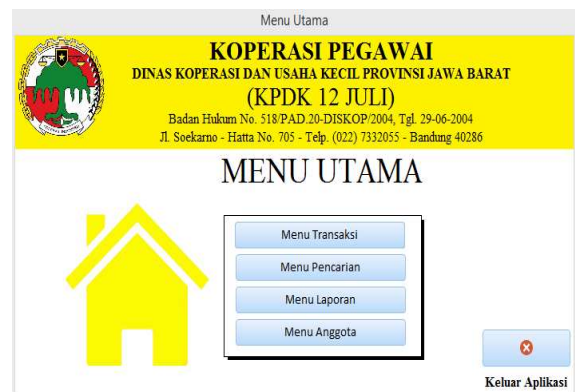 Menu Utama
KOPERASI PEGAWAI
DINAS KOPERASI DAN USAHA KECIL PROVINSI JAWA BARAT
(KPDK 12 JULI)
Badan Hukum No. 518/PAD.20-DISKOP/2004, Tgl. 29-06-2004
Jl. Soekarno - Hatta No. 705 - Telp. (022) 7332055 - Bandung 40286
MENU UTAMA
Menu Transaksi
Menu Pencarian
Menu Laporan
Menu Anggota
Keluar Aplikasi